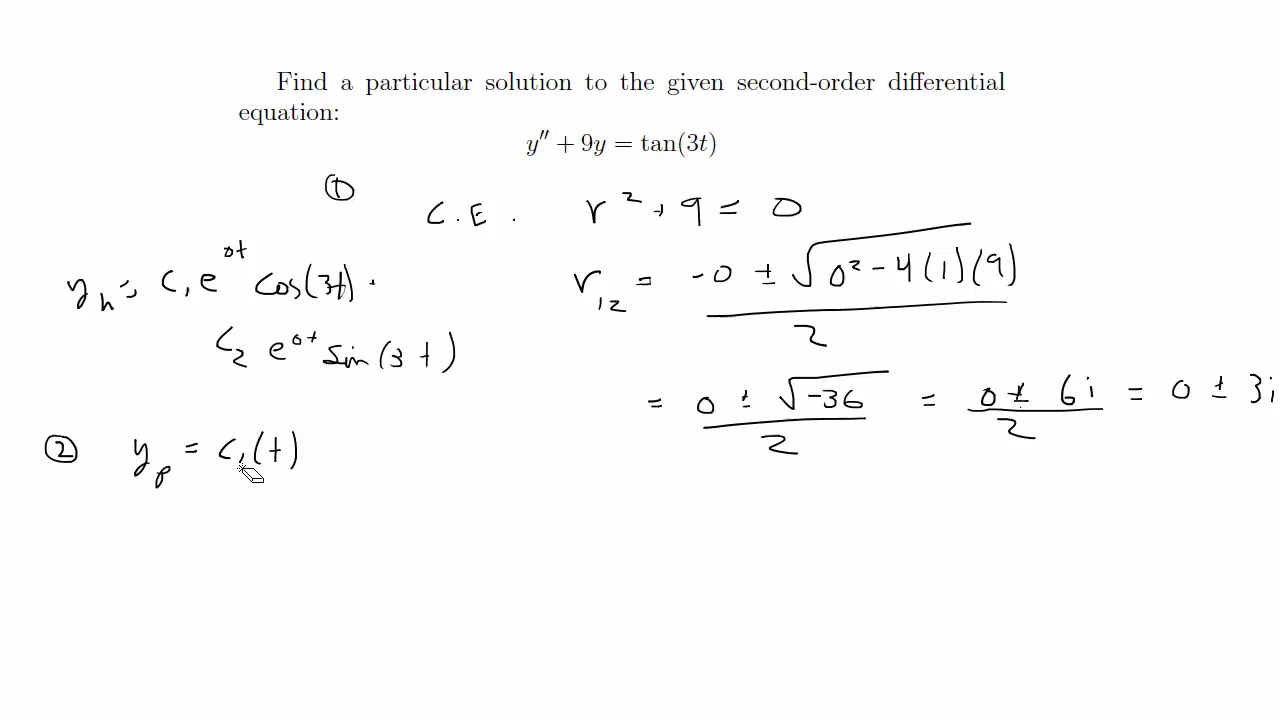 Find a particular solution to the given second-order differential
equation:
y″ + 9y = tan(3t)
①
C.E. r² + 9 = 0
y_h = C₁e^{0t} cos(3t) +
C₂ e^{0t} sin(3t)
r₁₂ = (-0 ± √(0² - 4(1)(9))) / 2
= (0 ± √-36) / 2 = (0 ± 6i) / 2 = 0 ± 3i
② y_p = C₁(t)